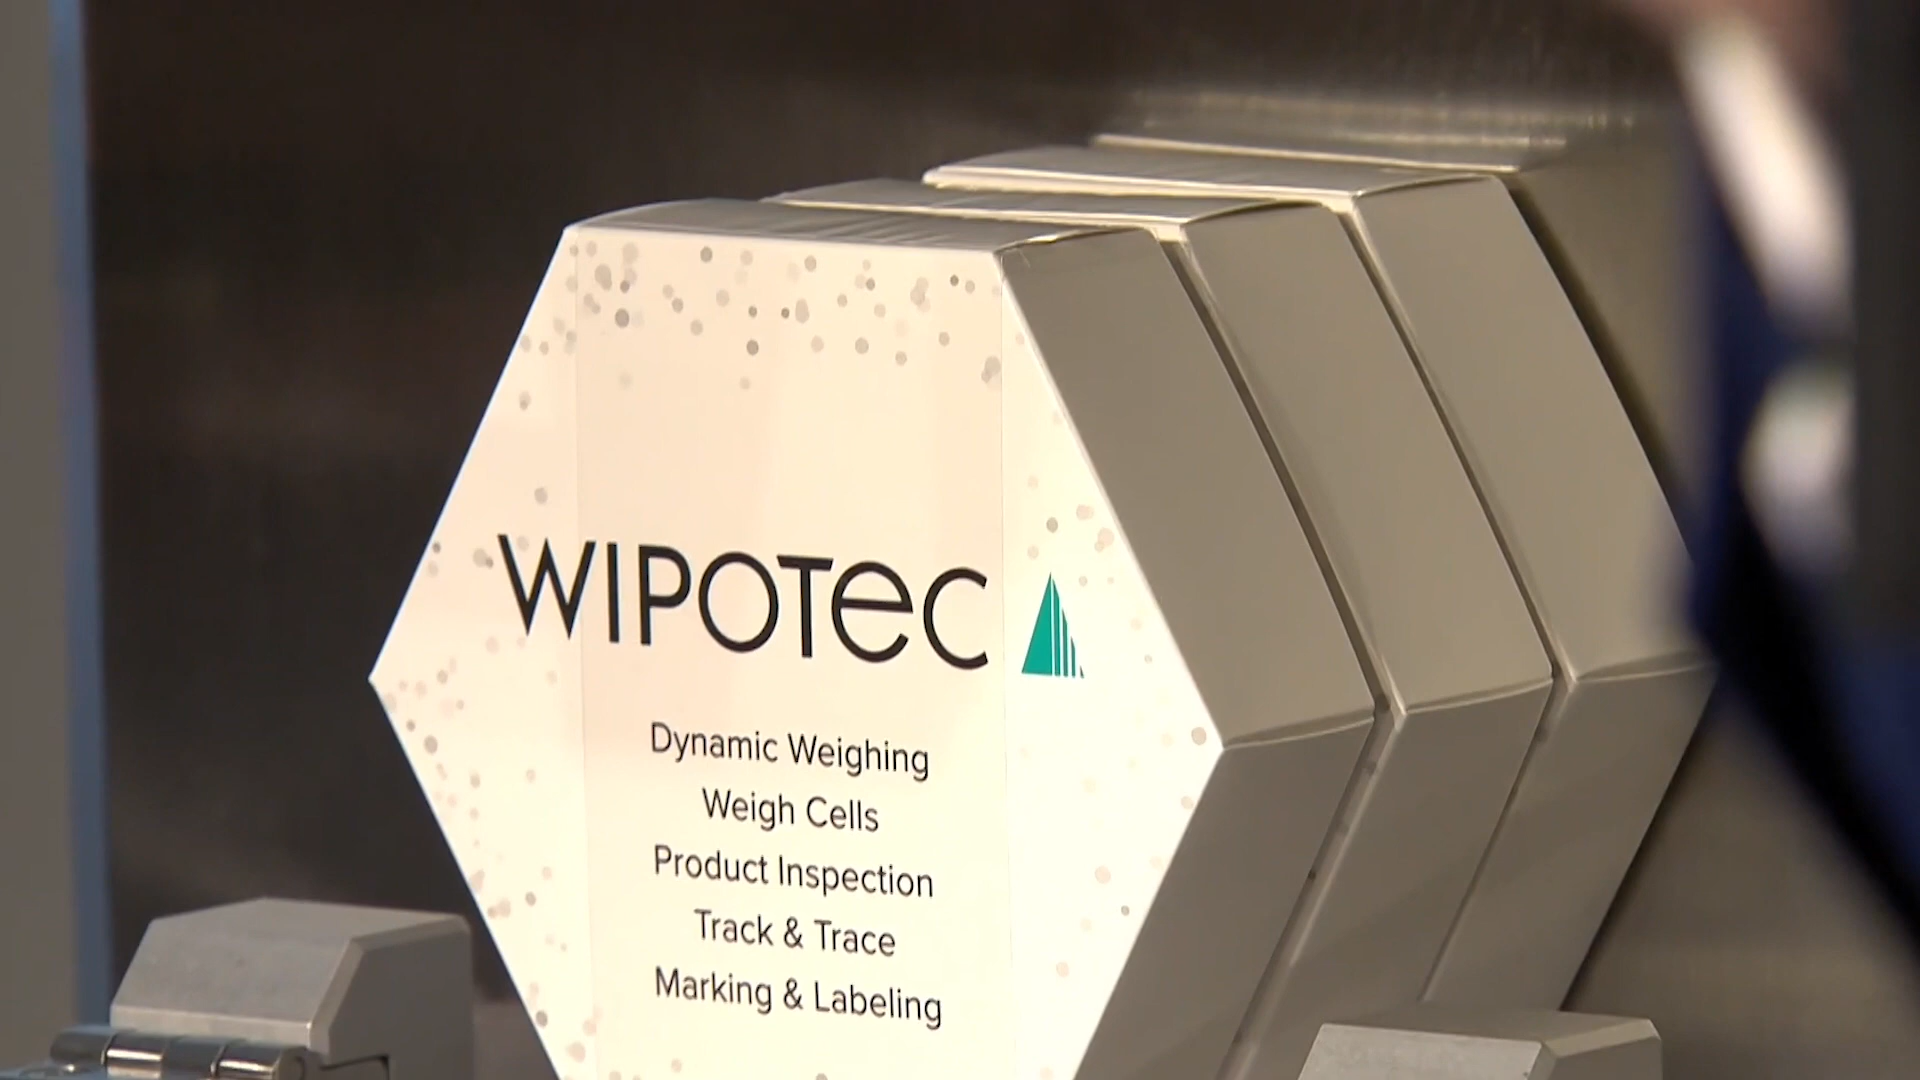 WIPOTEC
Dynamic Weighing
Weigh Cells
Product Inspection
Track & Trace
Marking & Labeling